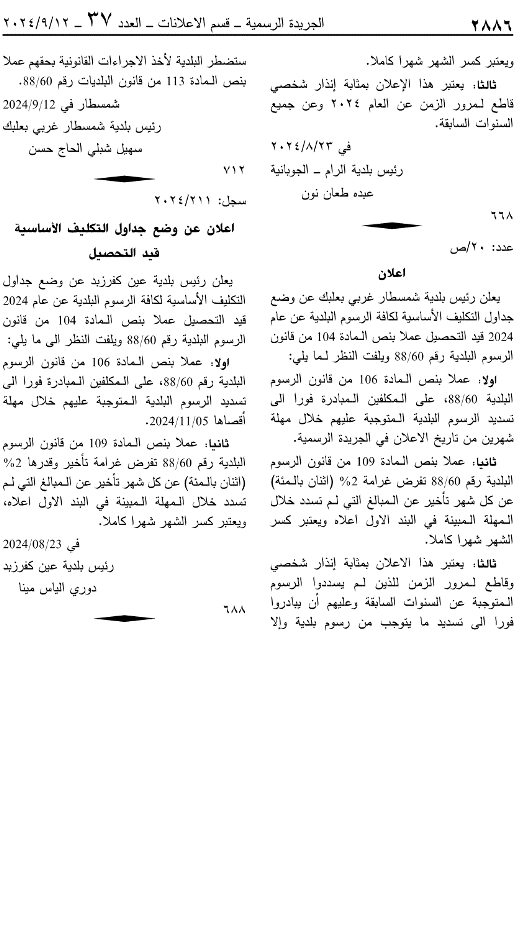 ٢٨٨٦
الجريدة الرسمية – قسم الاعلانات – العدد ٣٧ – ٢٠٢٤/٩/١٢
ويعتبر كسر الشهر شهرا كاملا.
ثالثا: يعتبر هذا الإعلان بمثابة إنذار شخصي
قاطع لمرور الزمن عن العام ٢٠٢٤ وعن جميع
السنوات السابقة.
في ٢٠٢٤/٨/٢٣
رئيس بلدية الرام – الجوبانية
عبده طعان نون
٦٦٨
عدد: ٢٠/ص
اعلان
يعلن رئيس بلدية شمسطار غربي بعلبك عن وضع
جداول التكليف الأساسية لكافة الرسوم البلدية عن عام
2024 قيد التحصيل عملا بنص المادة 104 من قانون
الرسوم البلدية رقم 88/60 ويلفت النظر لما يلي:
اولا: عملا بنص المادة 106 من قانون الرسوم
البلدية 88/60، على المكلفين المبادرة فورا الى
تسديد الرسوم البلدية المتوجبة عليهم خلال مهلة
شهرين من تاريخ الاعلان في الجريدة الرسمية.
ثانيا: عملا بنص المادة 109 من قانون الرسوم
البلدية رقم 88/60 تفرض غرامة 2% (اثنان بالمئة)
عن كل شهر تأخير عن المبالغ التي لم تسدد خلال
المهلة المبينة في البند الاول اعلاه ويعتبر كسر
الشهر شهرا كاملا.
ثالثا: يعتبر هذا الاعلان بمثابة إنذار شخصي
وقاطع لمرور الزمن للذين لم يسددوا الرسوم
المتوجبة عن السنوات السابقة وعليهم أن يبادروا
فورا الى تسديد ما يتوجب من رسوم بلدية وإلا
ستضطر البلدية لأخذ الاجراءات القانونية بحقهم عملا
بنص المادة 113 من قانون البلديات رقم 88/60.
شمسطار في 2024/9/12
رئيس بلدية شمسطار غربي بعلبك
سهيل شبلي الحاج حسن
٧١٢
سجل: ٢٠٢٤/٢١١
اعلان عن وضع جداول التكليف الأساسية
قيد التحصيل
يعلن رئيس بلدية عين كفرزبد عن وضع جداول
التكليف الأساسية لكافة الرسوم البلدية عن عام 2024
قيد التحصيل عملا بنص المادة 104 من قانون
الرسوم البلدية رقم 88/60 ويلفت النظر الى ما يلي:
اولا: عملا بنص المادة 106 من قانون الرسوم
البلدية رقم 88/60، على المكلفين المبادرة فورا الى
تسديد الرسوم البلدية المتوجبة عليهم خلال مهلة
أقصاها 2024/11/05.
ثانيا: عملا بنص المادة 109 من قانون الرسوم
البلدية رقم 88/60 تفرض غرامة تأخير وقدرها 2%
(اثنان بالمئة) عن كل شهر تأخير عن المبالغ التي لم
تسدد خلال المهلة المبينة في البند الاول اعلاه،
ويعتبر كسر الشهر شهرا كاملا.
في 2024/08/23
رئيس بلدية عين كفرزبد
دوري الياس مينا
٦٨٨